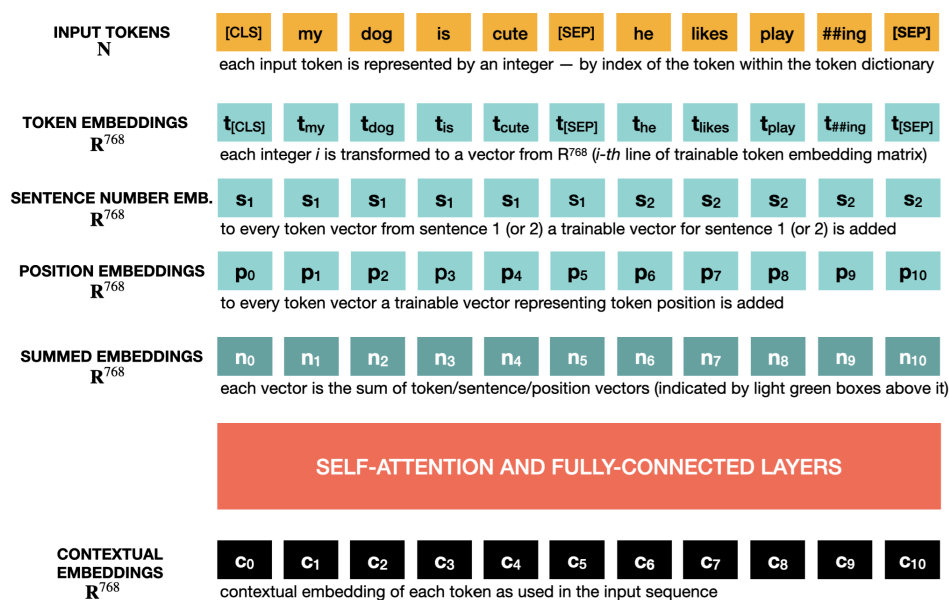 INPUT TOKENS
N
[CLS] my dog is cute [SEP] he likes play ##ing [SEP]
each input token is represented by an integer — by index of the token within the token dictionary
TOKEN EMBEDDINGS
R^768
t[CLS] tmy tdog tis tcute t[SEP] the tlikes tplay t##ing t[SEP]
each integer i is transformed to a vector from R^768 (i-th line of trainable token embedding matrix)
SENTENCE NUMBER EMB.
R^768
s1 s1 s1 s1 s1 s1 s2 s2 s2 s2 s2
to every token vector from sentence 1 (or 2) a trainable vector for sentence 1 (or 2) is added
POSITION EMBEDDINGS
R^768
p0 p1 p2 p3 p4 p5 p6 p7 p8 p9 p10
to every token vector a trainable vector representing token position is added
SUMMED EMBEDDINGS
R^768
n0 n1 n2 n3 n4 n5 n6 n7 n8 n9 n10
each vector is the sum of token/sentence/position vectors (indicated by light green boxes above it)
SELF-ATTENTION AND FULLY-CONNECTED LAYERS
CONTEXTUAL
EMBEDDINGS
R^768
c0 c1 c2 c3 c4 c5 c6 c7 c8 c9 c10
contextual embedding of each token as used in the input sequence